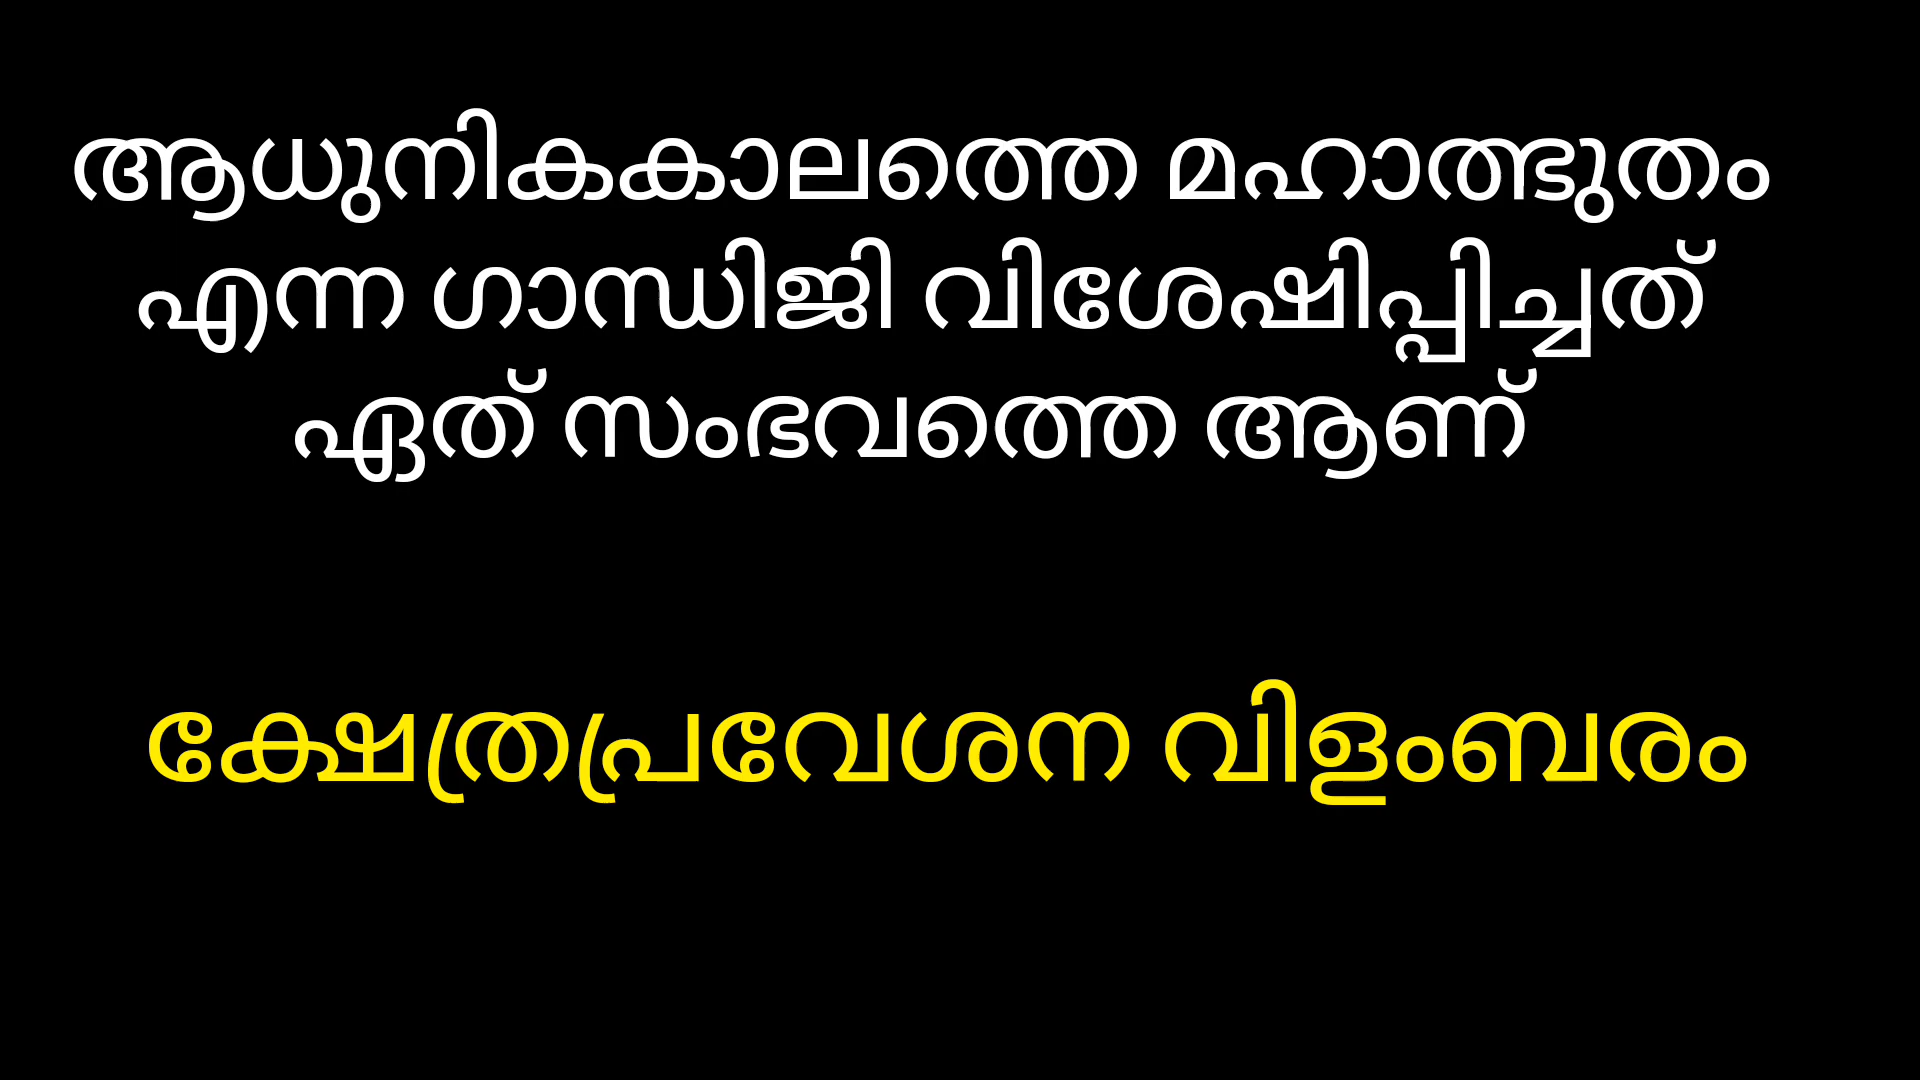 ആധുനികകാലത്തെ മഹാത്ഭുതം
എന്ന ഗാന്ധിജി വിശേഷിപ്പിച്ചത്
ഏത് സംഭവത്തെ ആണ്
ക്ഷേത്രപ്രവേശന വിളംബരം